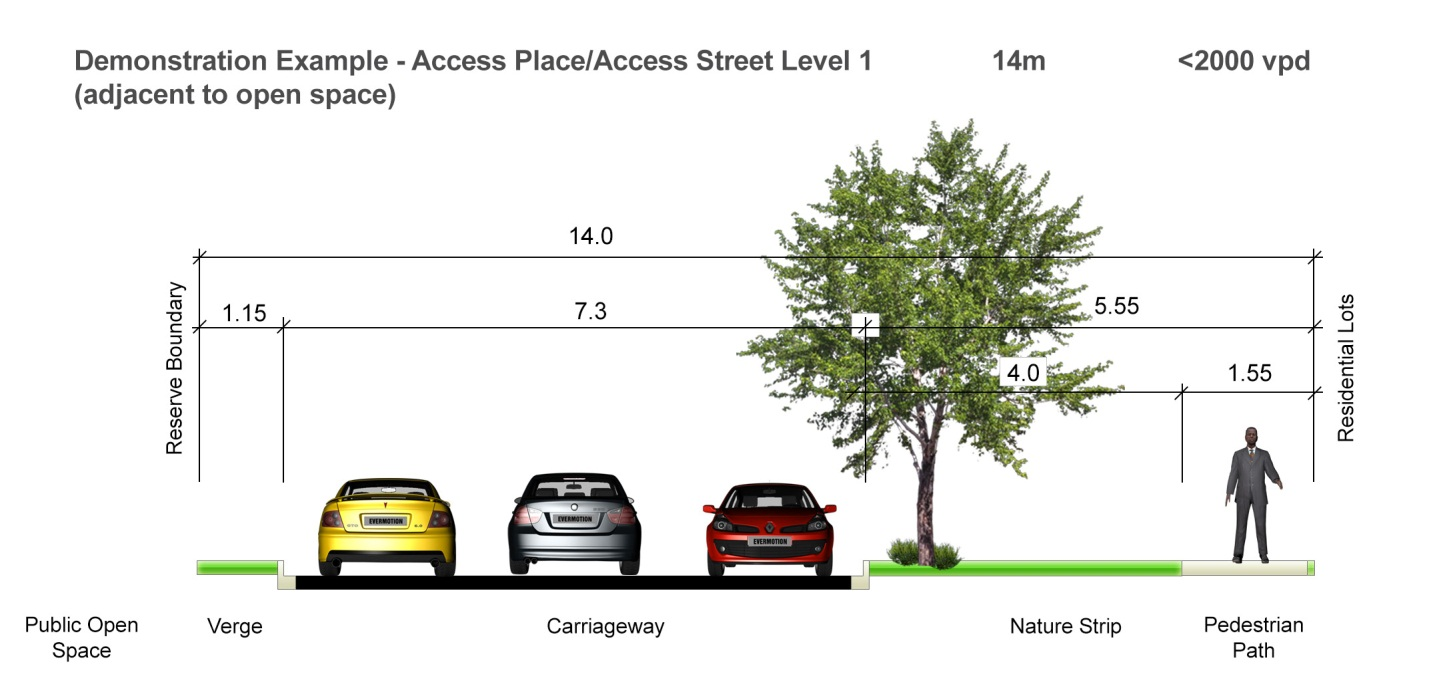 Demonstration Example - Access Place/Access Street Level 1 14m <2000 vpd
(adjacent to open space)
14.0
Reserve Boundary
1.15
7.3
5.55
Residential Lots
4.0
1.55
EVERMOTION
EVERMOTION
EVERMOTION
Public Open
Space
Verge
Carriageway
Nature Strip
Pedestrian
Path